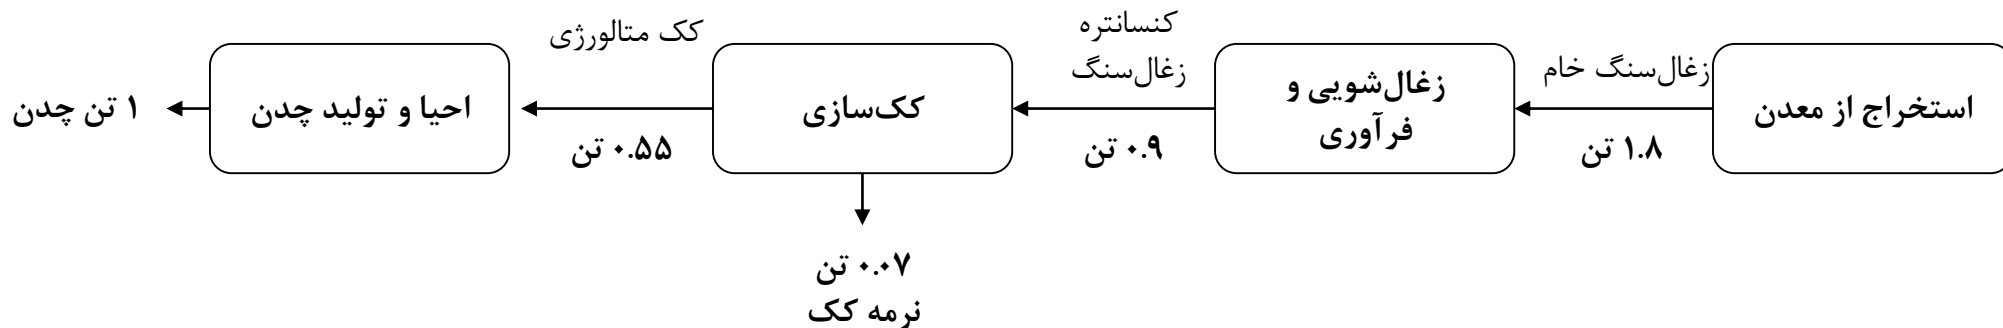 استخراج از معدن
زغال‌سنگ خام
۱.۸ تن
زغال‌شویی و
فرآوری
کنسانتره
زغال‌سنگ
۰.۹ تن
کک‌سازی
۰.۰۷ تن
نرمه کک
کک متالورژی
۰.۵۵ تن
احیا و تولید چدن
۱ تن چدن